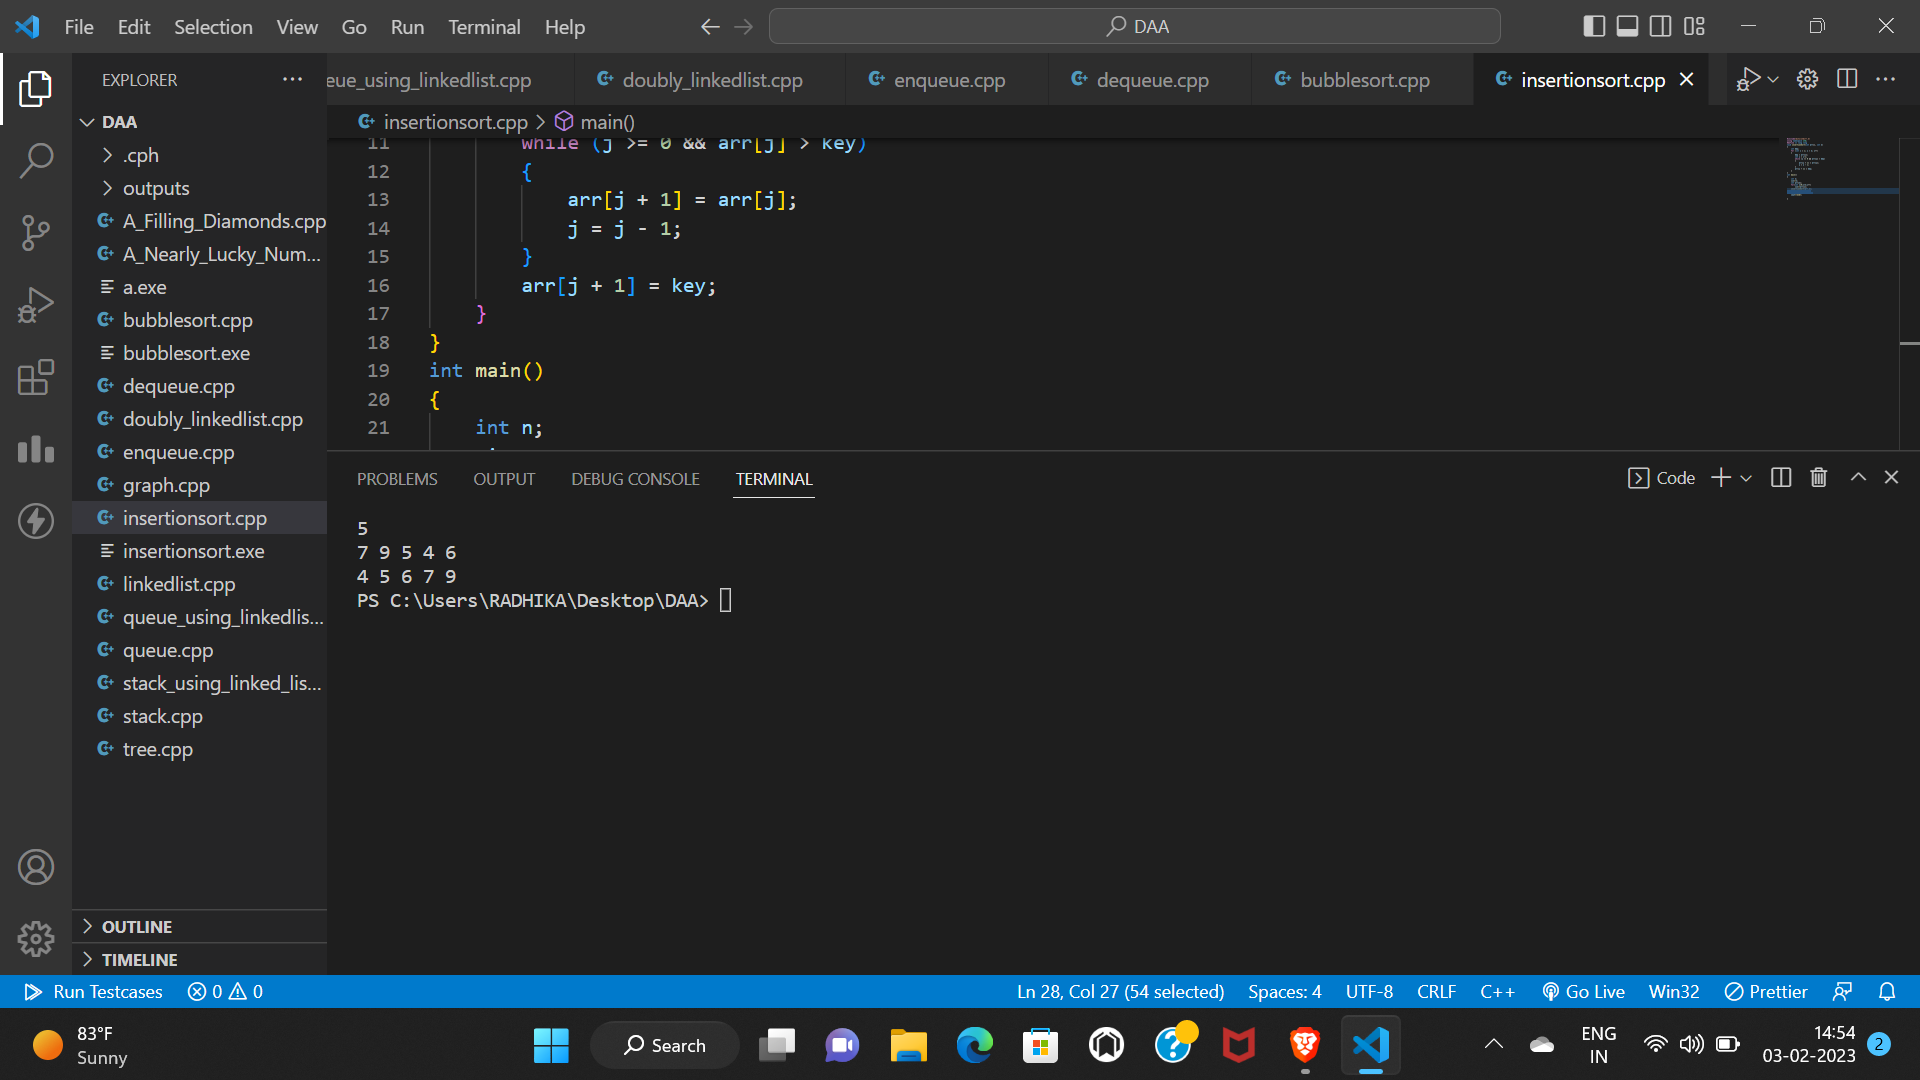 File Edit Selection View Go Run Terminal Help
DAA
EXPLORER
eue_using_linkedlist.cpp doubly_linkedlist.cpp enqueue.cpp dequeue.cpp bubblesort.cpp insertionsort.cpp
insertionsort.cpp > main()
DAA
.cph
outputs
A_Filling_Diamonds.cpp
A_Nearly_Lucky_Num...
a.exe
bubblesort.cpp
bubblesort.exe
dequeue.cpp
doubly_linkedlist.cpp
enqueue.cpp
graph.cpp
insertionsort.cpp
insertionsort.exe
linkedlist.cpp
queue_using_linkedlis...
queue.cpp
stack_using_linked_lis...
stack.cpp
tree.cpp
OUTLINE
TIMELINE
11 while (j >= 0 && arr[j] > key)
12 {
13 arr[j + 1] = arr[j];
14 j = j - 1;
15 }
16 arr[j + 1] = key;
17 }
18 }
19 int main()
20 {
21 int n;
PROBLEMS OUTPUT DEBUG CONSOLE TERMINAL
Code
5
7 9 5 4 6
4 5 6 7 9
PS C:\Users\RADHIKA\Desktop\DAA>
Run Testcases 0 0
Ln 28, Col 27 (54 selected) Spaces: 4 UTF-8 CRLF C++ Go Live Win32 Prettier
83°F
Sunny
Search
ENG
IN
14:54
03-02-2023
2